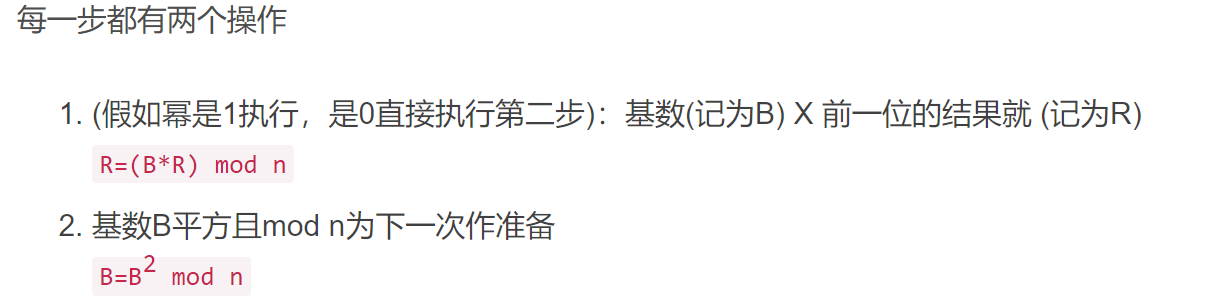 每一步都有两个操作
1. (假如幂是1执行，是0直接执行第二步)：基数(记为B) X 前一位的结果就 (记为R)
R=(B*R) mod n
2. 基数B平方且mod n为下一次作准备
B=B² mod n